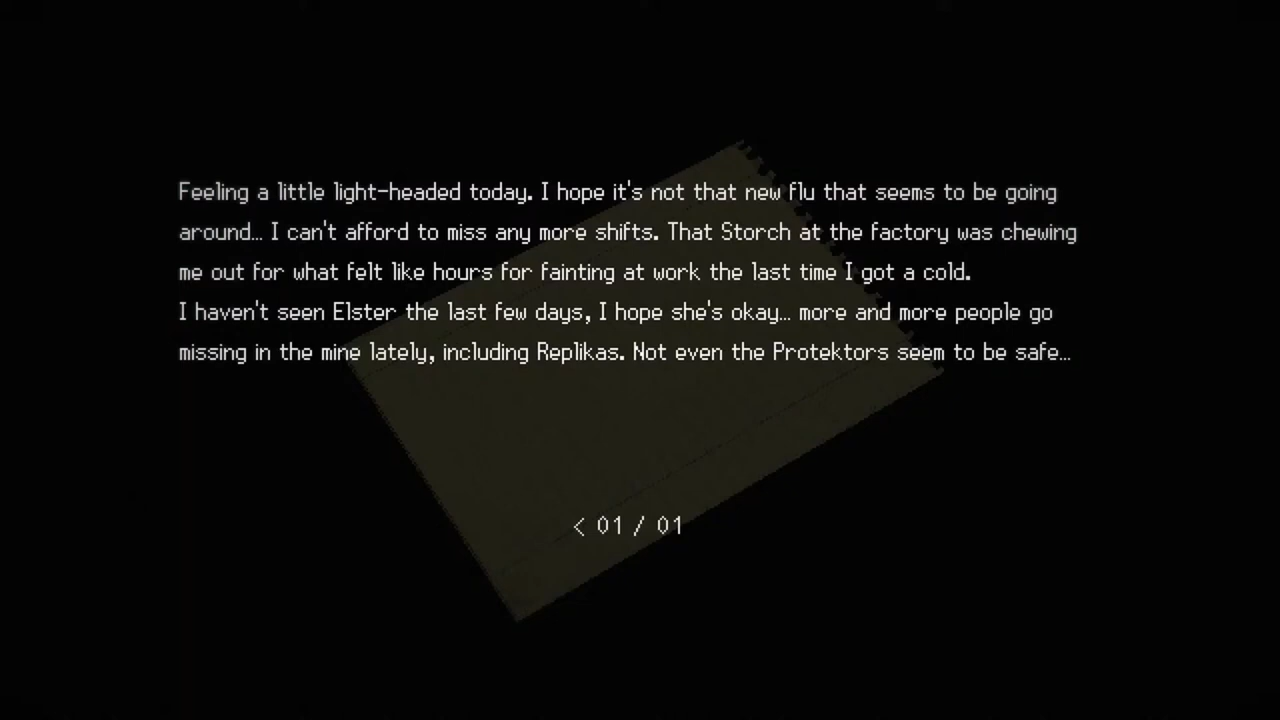 Feeling a little light-headed today. I hope it's not that new flu that seems to be going
around... I can't afford to miss any more shifts. That Storch at the factory was chewing
me out for what felt like hours for fainting at work the last time I got a cold.
I haven't seen Elster the last few days, I hope she's okay... more and more people go
missing in the mine lately, including Replikas. Not even the Protektors seem to be safe...
< 01 / 01